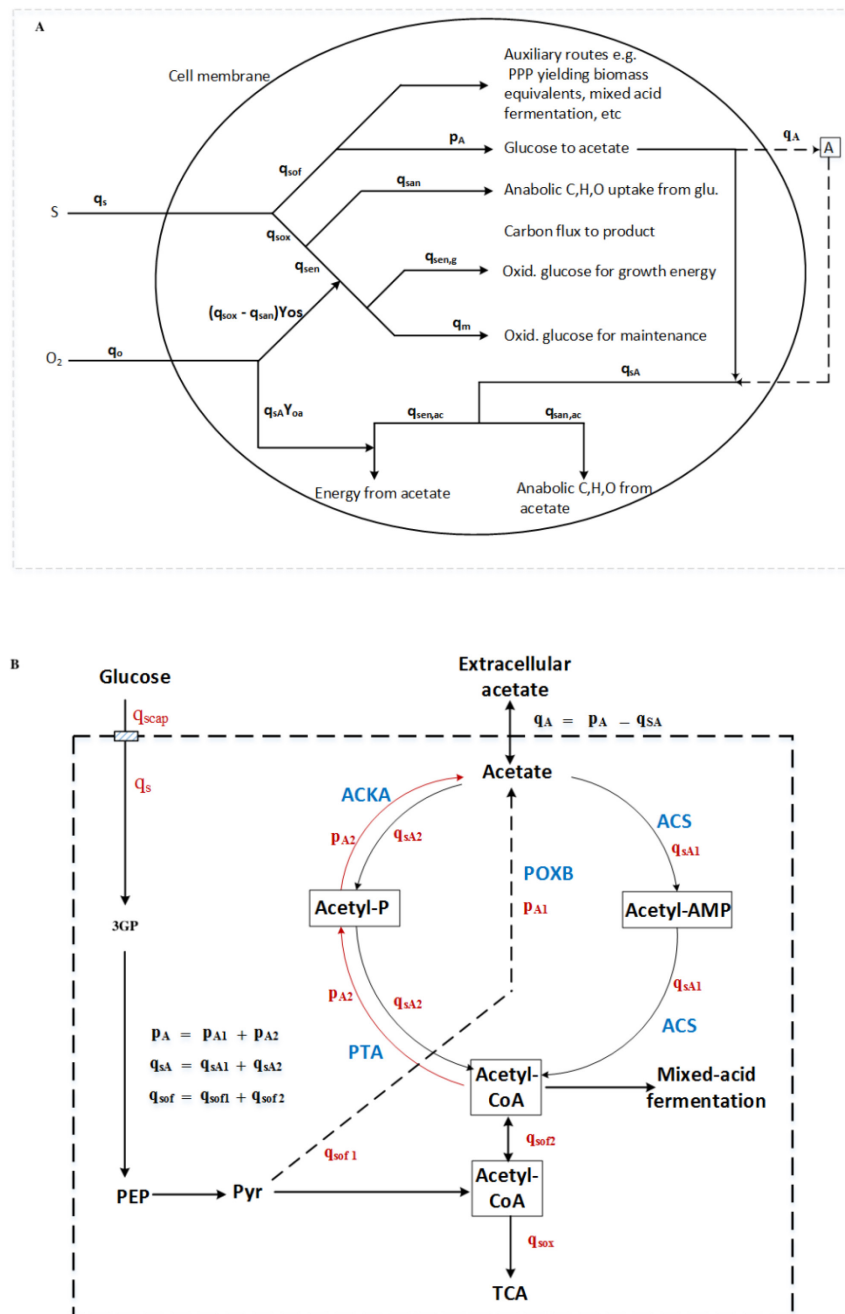 A
Auxiliary routes e.g.
PPP yielding biomass
equivalents, mixed acid
fermentation, etc
Cell membrane
pA
Glucose to acetate
qA
A
qsof
qsan
Anabolic C,H,O uptake from glu.
qs
S
qsox
Carbon flux to product
qsen
qsen,g
Oxid. glucose for growth energy
(qsox - qsan)Yos
qm
Oxid. glucose for maintenance
O2
qo
qsA
qsAYoa
qsen,ac
qsan,ac
Energy from acetate
Anabolic C,H,O from
acetate
B
Glucose
Extracellular
acetate
qscap
qA = pA – qSA
qs
Acetate
ACKA
ACS
pA2
qsA2
qsA1
POXB
Acetyl-P
pA1
Acetyl-AMP
3GP
pA2
qsA2
qsA1
PTA
ACS
pA = pA1 + pA2
qsA = qsA1 + qsA2
qsof = qsof1 + qsof2
Acetyl-
CoA
Mixed-acid
fermentation
qsof 1
qsof2
PEP
Pyr
Acetyl-
CoA
qsox
TCA